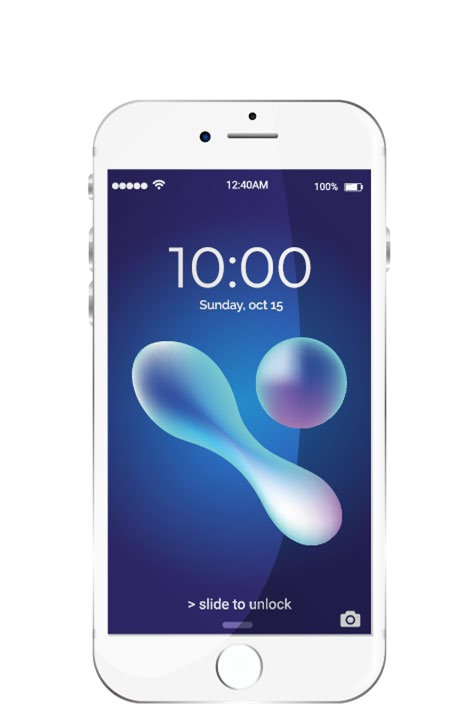 12:40AM 100%
10:00
Sunday, oct 15
> slide to unlock